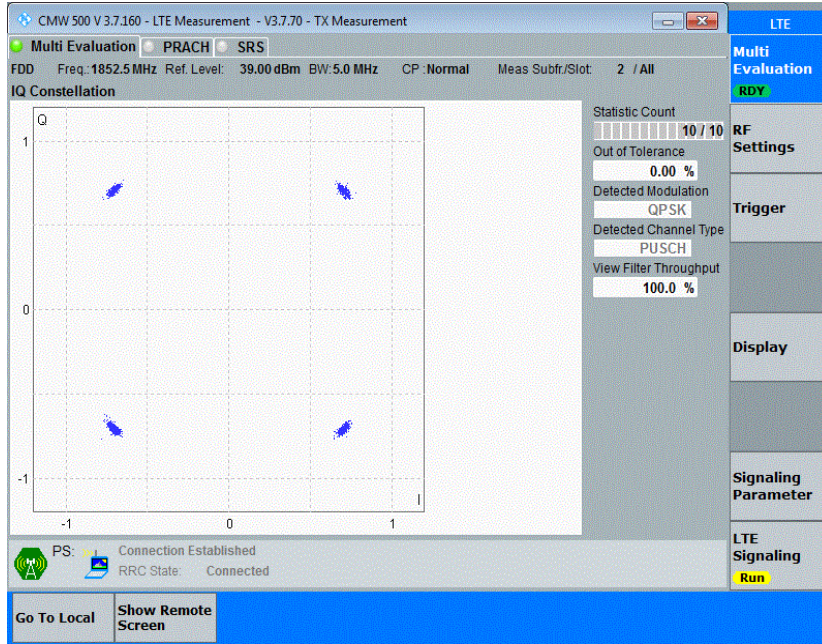 CMW 500 V 3.7.160 - LTE Measurement - V3.7.70 - TX Measurement
LTE
Multi Evaluation PRACH SRS
Multi
Evaluation
RDY
FDD Freq.:1852.5 MHz Ref. Level: 39.00 dBm BW:5.0 MHz CP :Normal Meas Subfr./Slot: 2 / All
IQ Constellation
Q
1
0
-1
-1 0 1
I
Statistic Count
10 / 10
Out of Tolerance
0.00 %
Detected Modulation
QPSK
Detected Channel Type
PUSCH
View Filter Throughput
100.0 %
RF
Settings
Trigger
Display
Signaling
Parameter
LTE
Signaling
Run
PS: Connection Established
RRC State: Connected
Go To Local
Show Remote
Screen